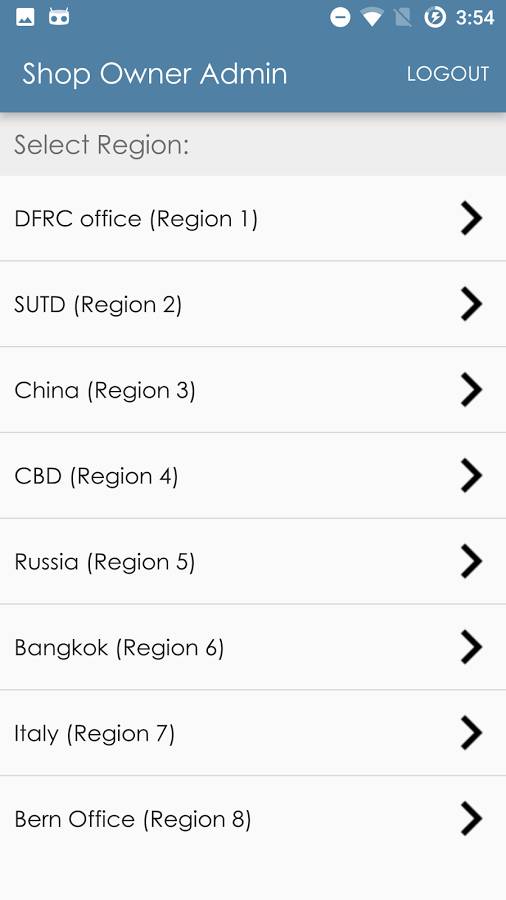 3:54
Shop Owner Admin
LOGOUT
Select Region:
DFRC office (Region 1)
SUTD (Region 2)
China (Region 3)
CBD (Region 4)
Russia (Region 5)
Bangkok (Region 6)
Italy (Region 7)
Bern Office (Region 8)